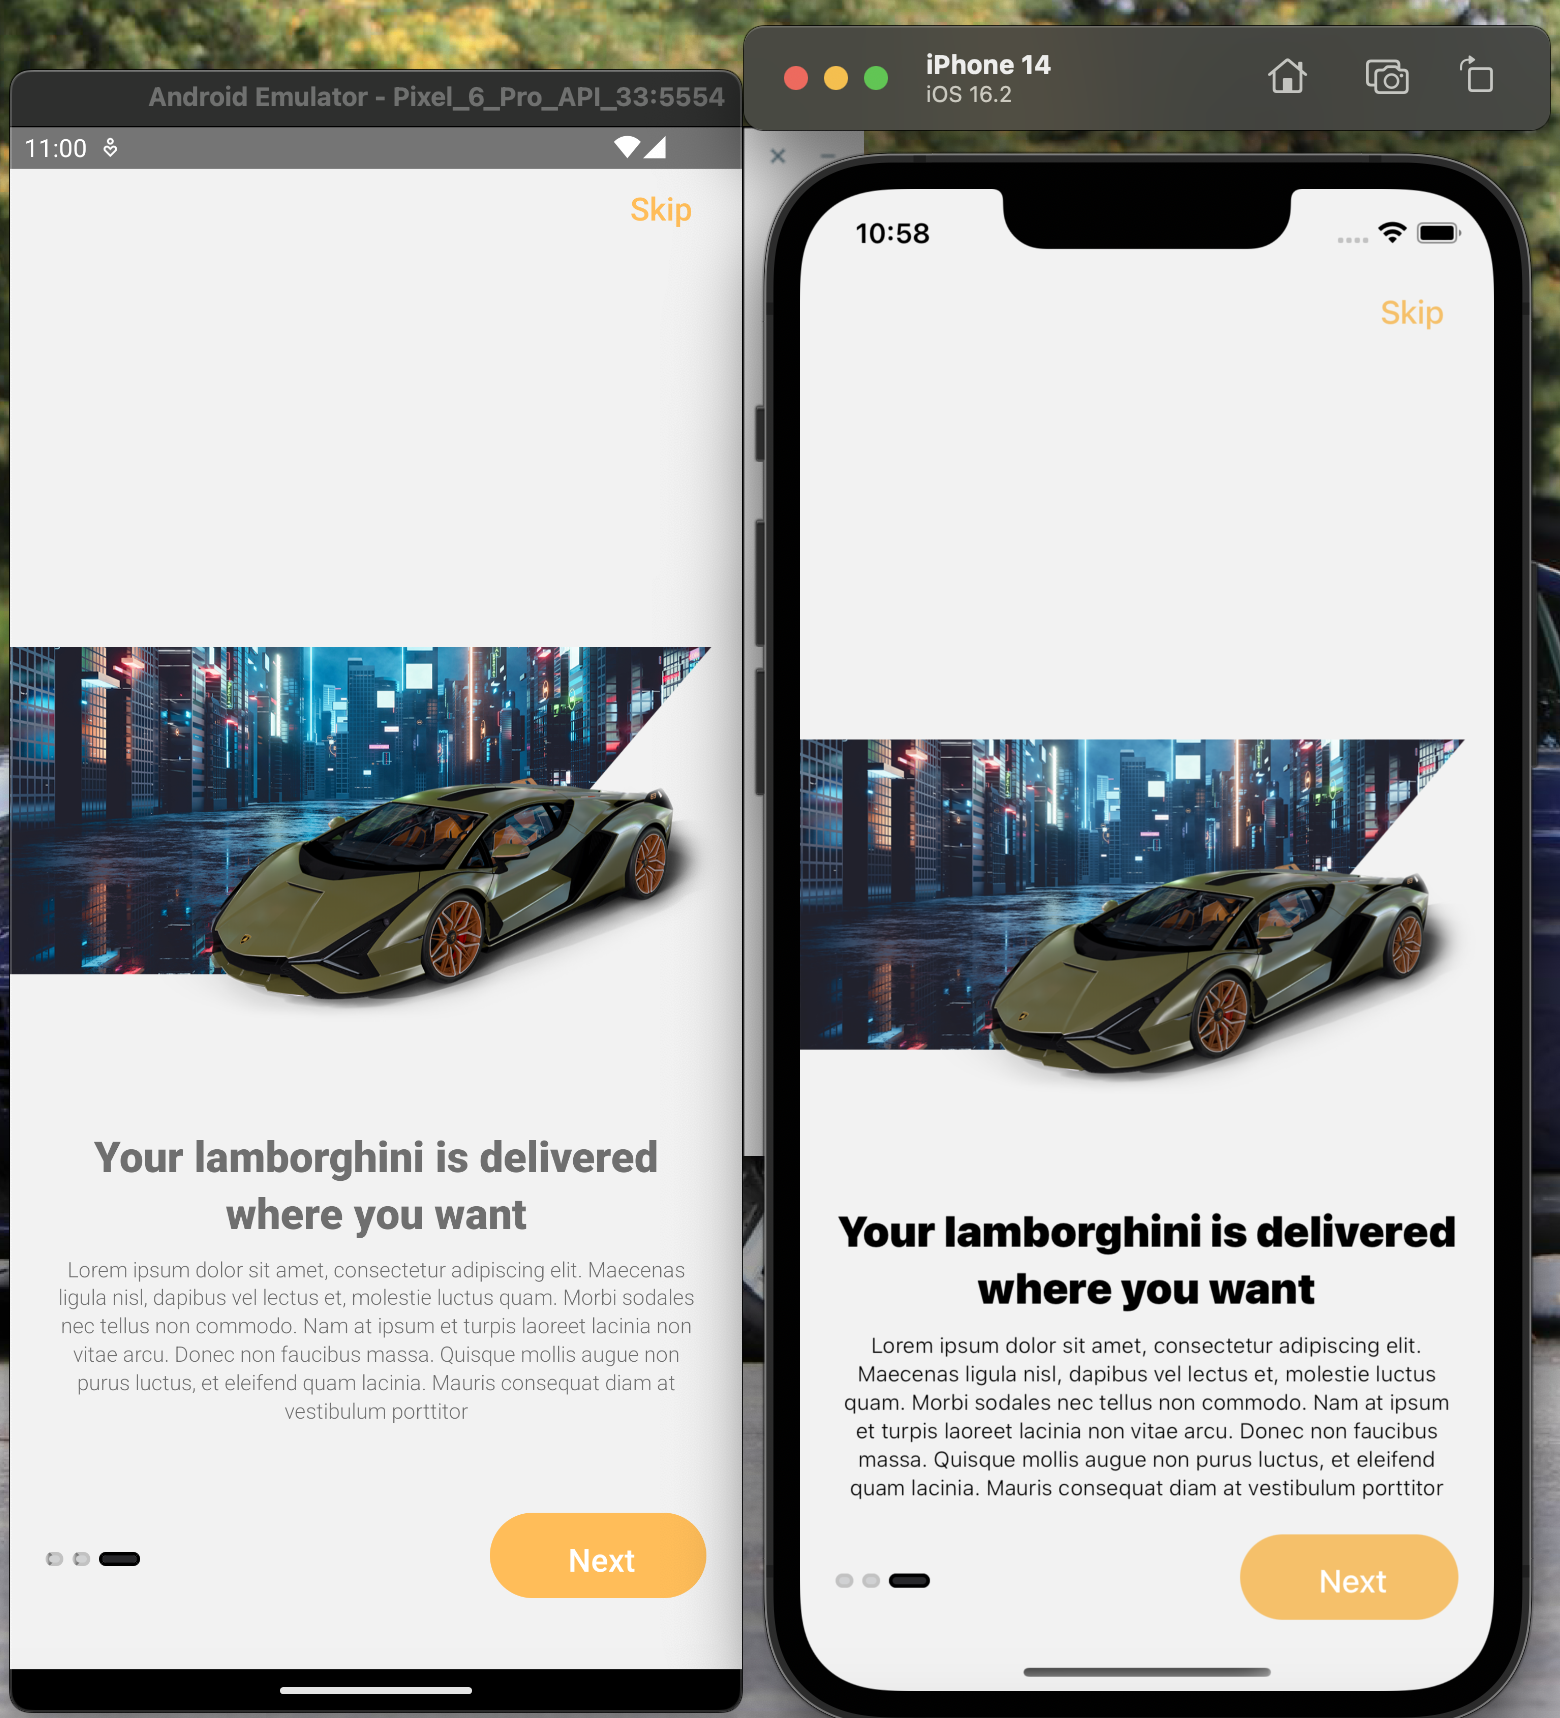 Android Emulator - Pixel_6_Pro_API_33:5554
11:00
Skip
Your lamborghini is delivered
where you want
Lorem ipsum dolor sit amet, consectetur adipiscing elit. Maecenas
ligula nisl, dapibus vel lectus et, molestie luctus quam. Morbi sodales
nec tellus non commodo. Nam at ipsum et turpis laoreet lacinia non
vitae arcu. Donec non faucibus massa. Quisque mollis augue non
purus luctus, et eleifend quam lacinia. Mauris consequat diam at
vestibulum porttitor
Next
iPhone 14
iOS 16.2
10:58
Skip
Your lamborghini is delivered
where you want
Lorem ipsum dolor sit amet, consectetur adipiscing elit.
Maecenas ligula nisl, dapibus vel lectus et, molestie luctus
quam. Morbi sodales nec tellus non commodo. Nam at ipsum
et turpis laoreet lacinia non vitae arcu. Donec non faucibus
massa. Quisque mollis augue non purus luctus, et eleifend
quam lacinia. Mauris consequat diam at vestibulum porttitor
Next